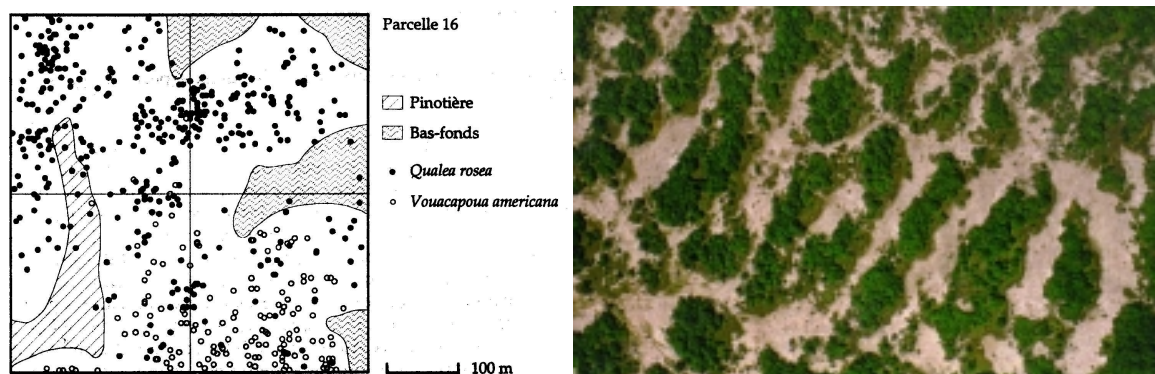 Parcelle 16
Pinotière
Bas-fonds
Qualea rosea
Vouacapoua americana
100 m